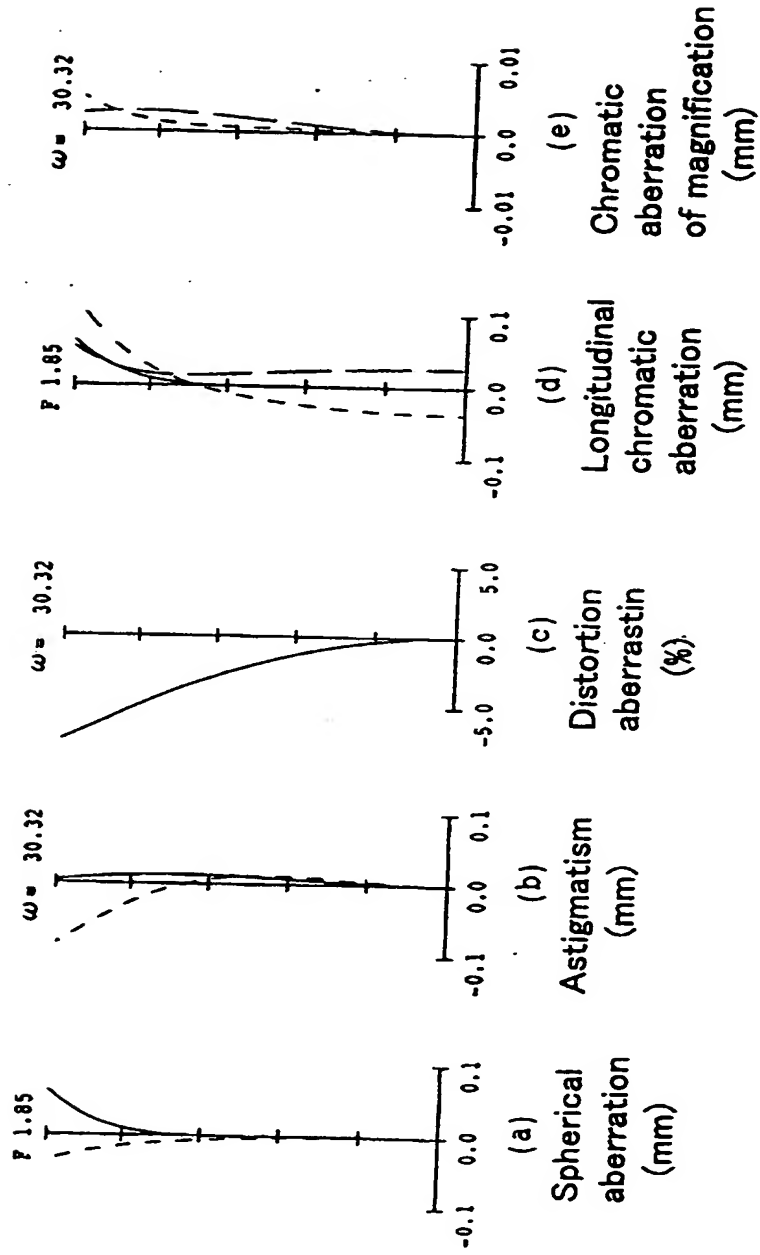 F 1.85
-0.1 0.0 0.1
(a)
Spherical
aberration
(mm)
ω= 30.32
-0.1 0.0 0.1
(b)
Astigmatism
(mm)
ω= 30.32
-5.0 0.0 5.0
(c)
Distortion
aberrastin
(%)
F 1.85
-0.1 0.0 0.1
(d)
Longitudinal
chromatic
aberration
(mm)
ω= 30.32
-0.01 0.0 0.01
(e)
Chromatic
aberration
of magnification
(mm)